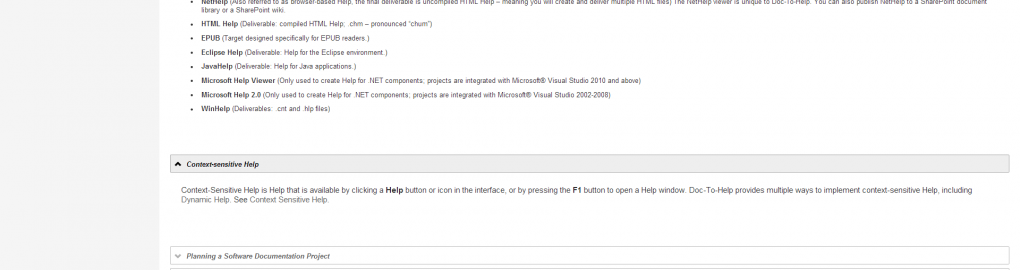 • NetHelp (Also referred to as browser-based Help, the final deliverable is uncompiled HTML Help – meaning you will create and deliver multiple HTML files) The NetHelp viewer is unique to Doc-To-Help. You can also publish NetHelp to a SharePoint document
library or a SharePoint wiki.
• HTML Help (Deliverable: compiled HTML Help; .chm – pronounced “chum”)
• EPUB (Target designed specifically for EPUB readers.)
• Eclipse Help (Deliverable: Help for the Eclipse environment.)
• JavaHelp (Deliverable: Help for Java applications.)
• Microsoft Help Viewer (Only used to create Help for .NET components; projects are integrated with Microsoft® Visual Studio 2010 and above)
• Microsoft Help 2.0 (Only used to create Help for .NET components; projects are integrated with Microsoft® Visual Studio 2002-2008)
• WinHelp (Deliverables: .cnt and .hlp files)
Context-sensitive Help
Context-Sensitive Help is Help that is available by clicking a Help button or icon in the interface, or by pressing the F1 button to open a Help window. Doc-To-Help provides multiple ways to implement context-sensitive Help, including
Dynamic Help. See Context Sensitive Help.
Planning a Software Documentation Project